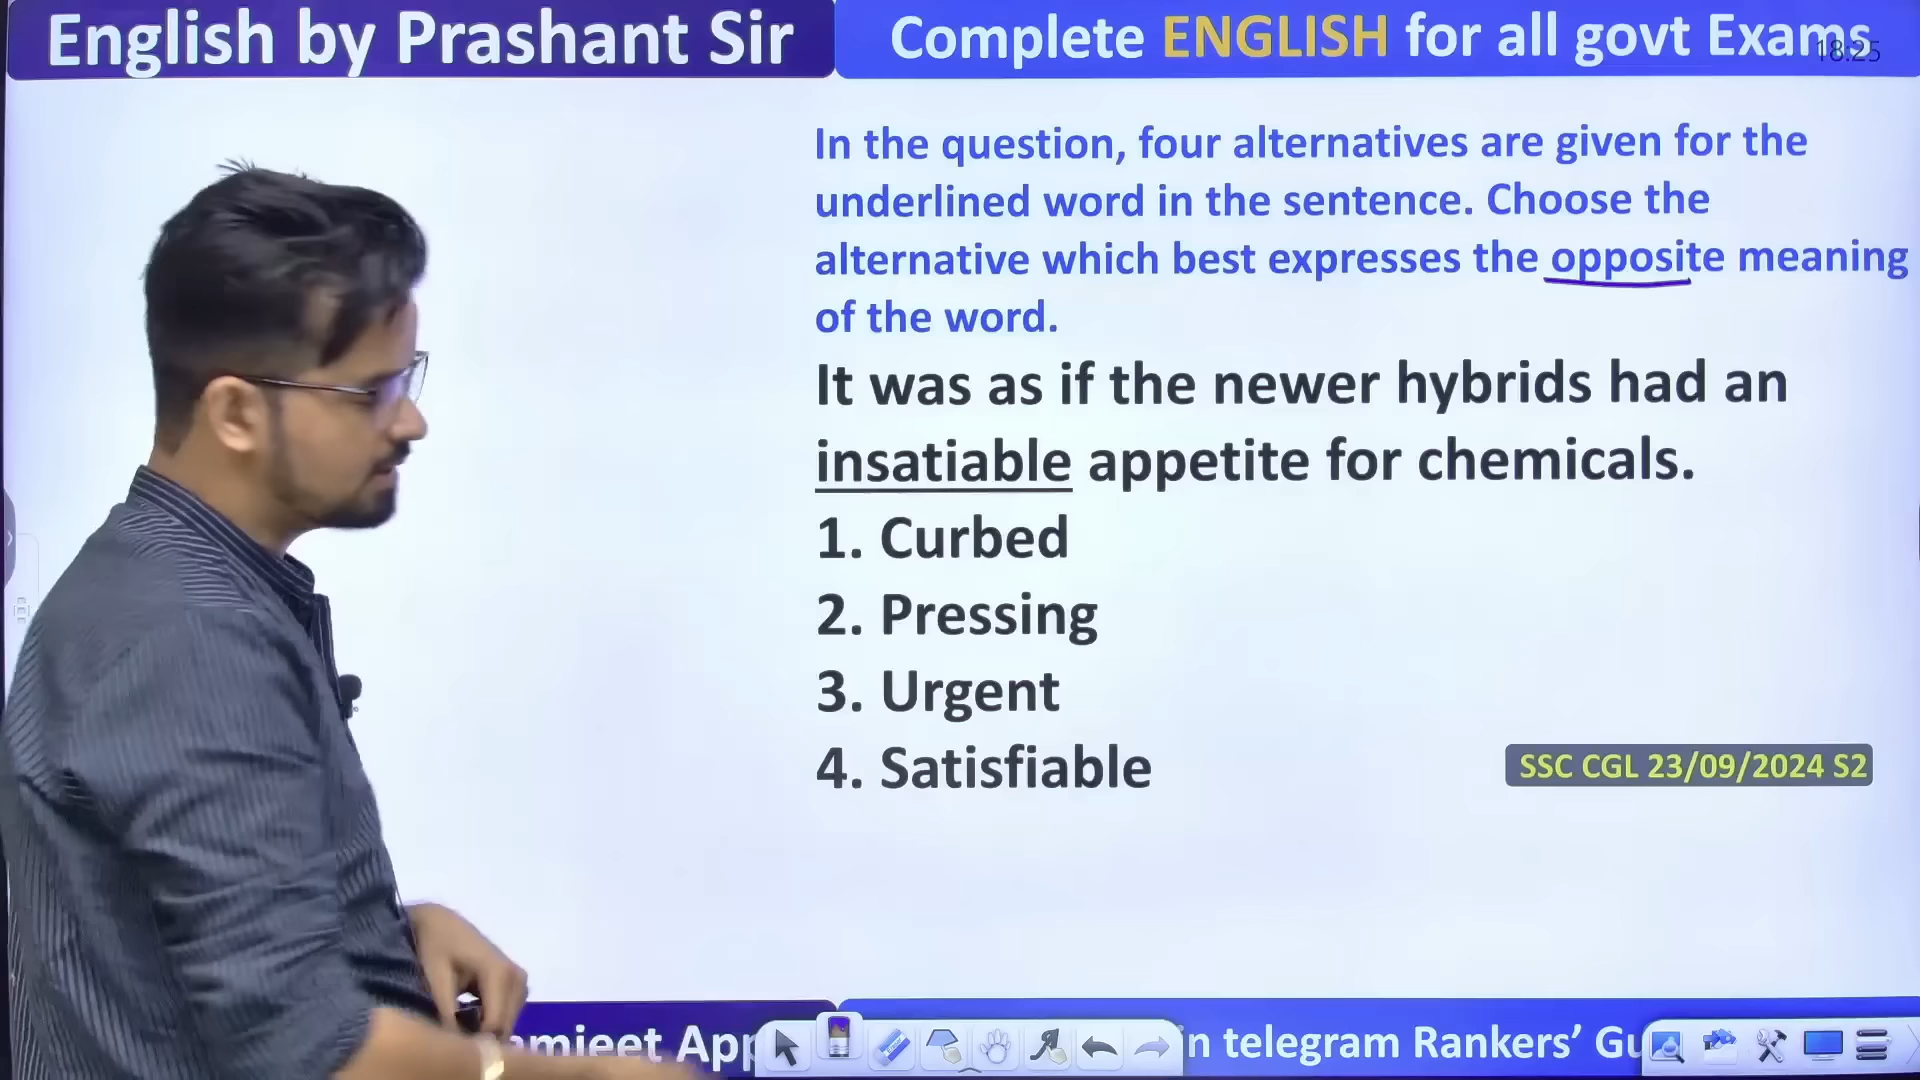 English by Prashant Sir
Complete ENGLISH for all govt Exams
18:25
In the question, four alternatives are given for the
underlined word in the sentence. Choose the
alternative which best expresses the opposite meaning
of the word.
It was as if the newer hybrids had an
insatiable appetite for chemicals.
1. Curbed
2. Pressing
3. Urgent
4. Satisfiable
SSC CGL 23/09/2024 S2
in telegram Rankers’ Gu